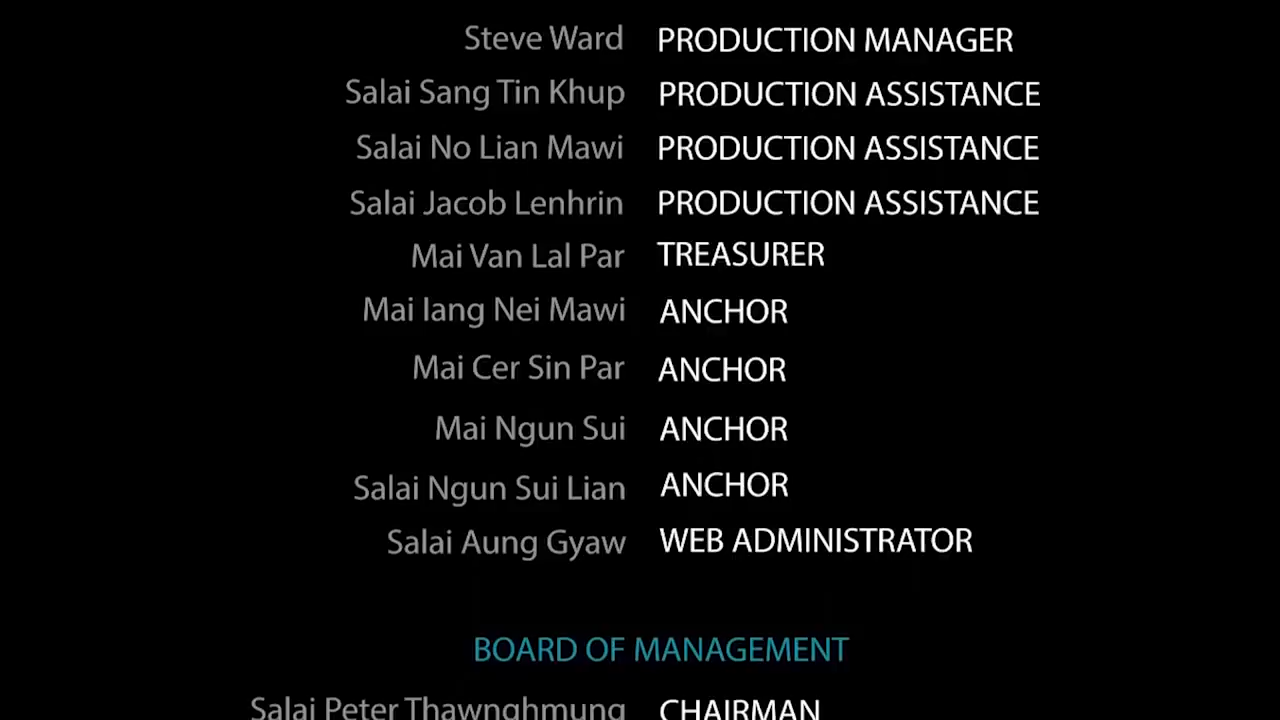 Steve Ward PRODUCTION MANAGER
Salai Sang Tin Khup PRODUCTION ASSISTANCE
Salai No Lian Mawi PRODUCTION ASSISTANCE
Salai Jacob Lenhrin PRODUCTION ASSISTANCE
Mai Van Lal Par TREASURER
Mai Iang Nei Mawi ANCHOR
Mai Cer Sin Par ANCHOR
Mai Ngun Sui ANCHOR
Salai Ngun Sui Lian ANCHOR
Salai Aung Gyaw WEB ADMINISTRATOR
BOARD OF MANAGEMENT
Salai Peter Thawnghmung CHAIRMAN